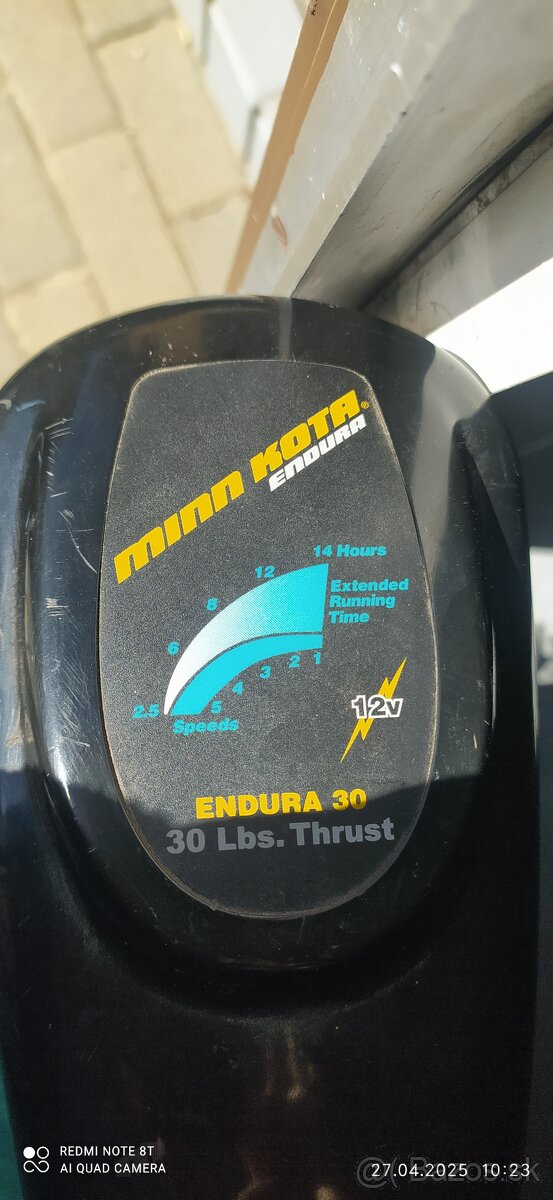 MINN KOTA®
ENDURA
14 Hours
12
8
6
2.5
Extended
Running
Time
1
2
3
4
5
Speeds
12V
ENDURA 30
30 Lbs. Thrust
REDMI NOTE 8T
AI QUAD CAMERA
27.04.2025 10:23
@ Bazos.sk